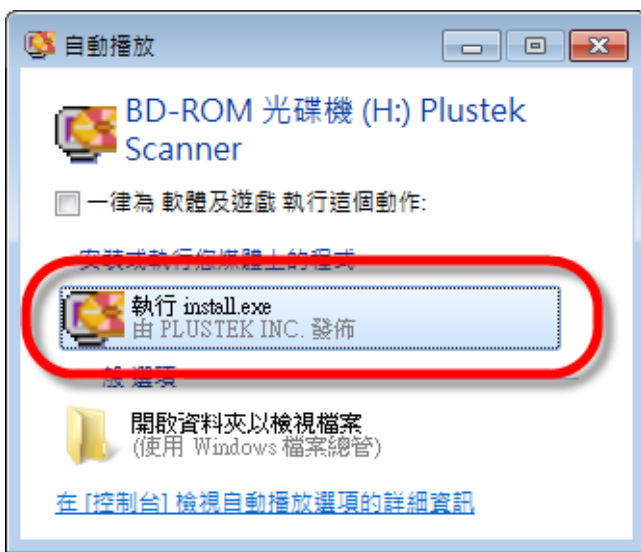 自動播放
BD-ROM 光碟機 (H:) Plustek
Scanner
一律為 軟體及遊戲 執行這個動作:
安裝或執行您媒體上的程式
執行 install.exe
由 PLUSTEK INC. 發佈
一般 選項
開啟資料夾以檢視檔案
(使用 Windows 檔案總管)
在 [控制台] 檢視自動播放選項的詳細資訊